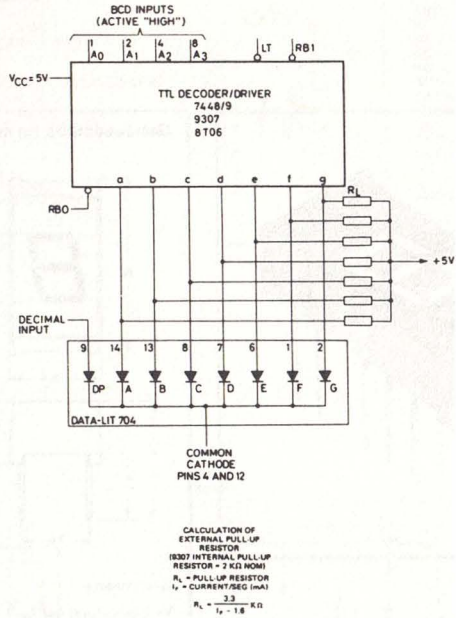 BCD INPUTS
(ACTIVE "HIGH")
1 2 4 8
A0 A1 A2 A3 LT RB1
VCC = 5V
TTL DECODER/DRIVER
7448/9
9307
8T06
a b c d e f g
RL
RBO
+5V
DECIMAL
INPUT
9 14 13 8 7 6 1 2
DP A B C D E F G
DATA-LIT 704
COMMON
CATHODE
PINS 4 AND 12
CALCULATION OF
EXTERNAL PULL-UP
RESISTOR
(9307 INTERNAL PULL-UP
RESISTOR = 2 KΩ NOM)
RL = PULL-UP RESISTOR
IF = CURRENT/SEG (mA)
RL = 3.3 / IF - 1.6 KΩ